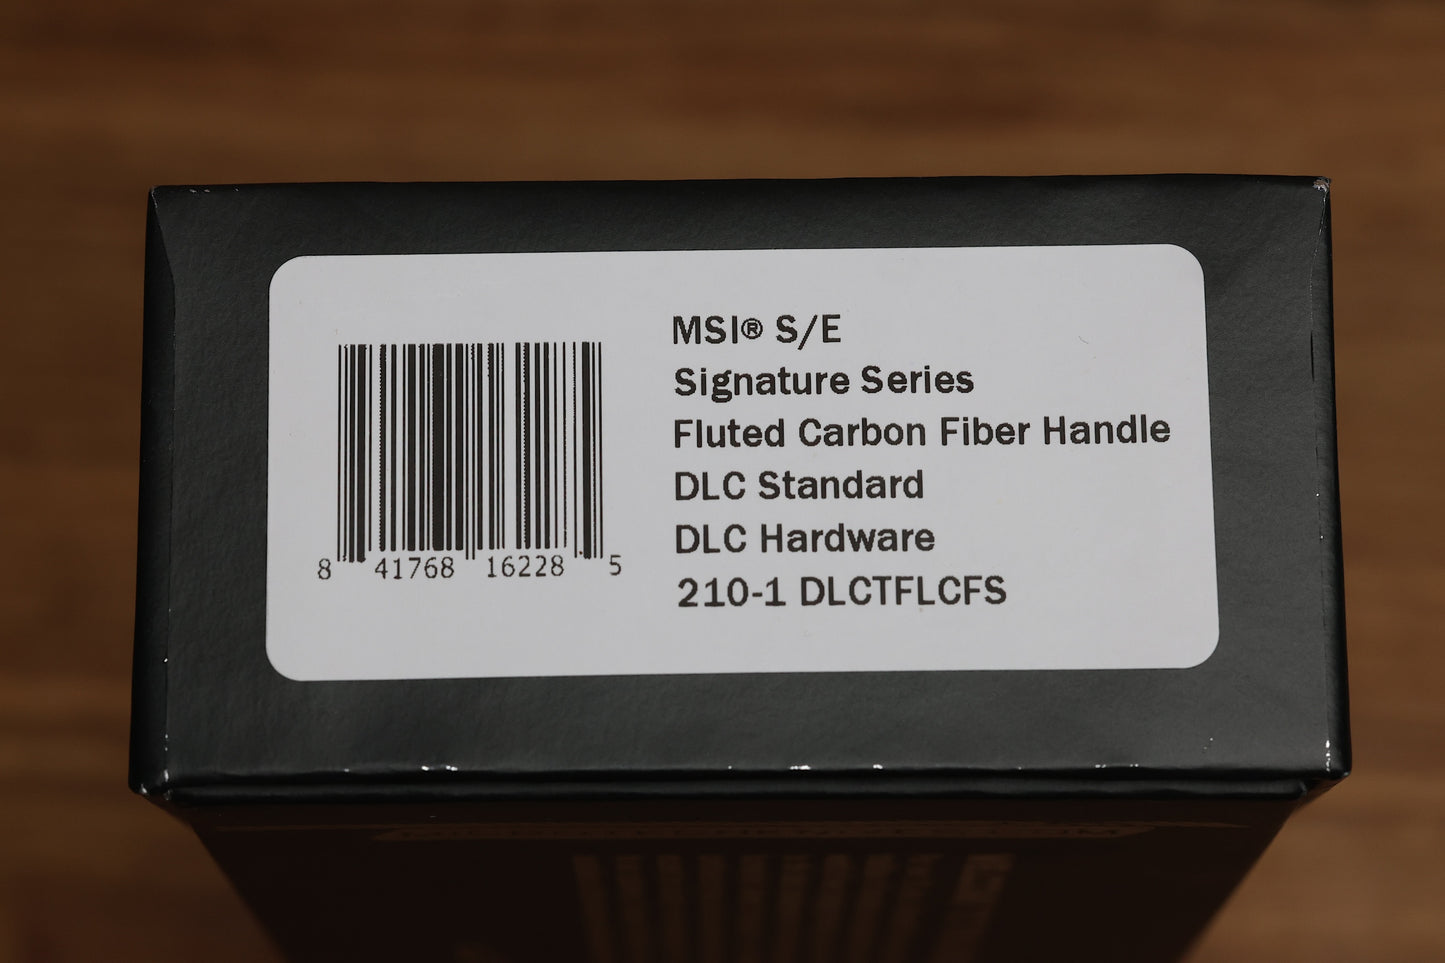 MSI® S/E
Signature Series
Fluted Carbon Fiber Handle
DLC Standard
DLC Hardware
210-1 DLCTFLCFS
8 41768 16228 5